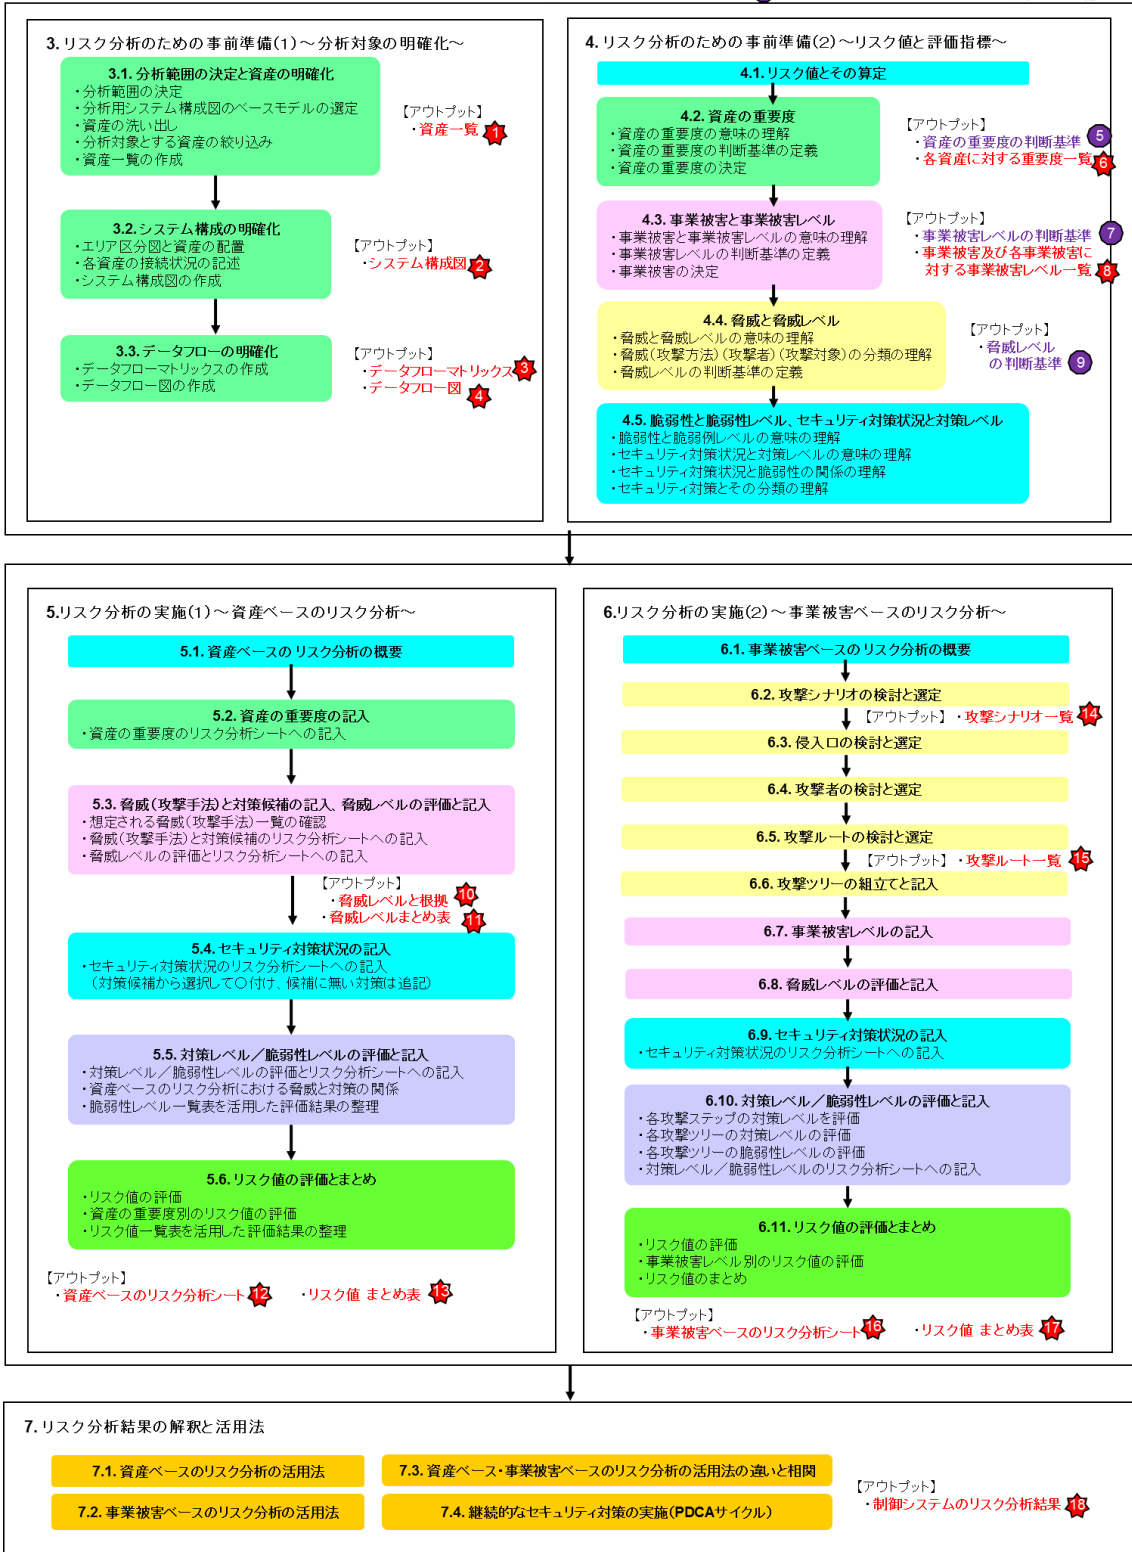 3. リスク分析のための事前準備(1)～分析対象の明確化～
3.1. 分析範囲の決定と資産の明確化
・分析範囲の決定
・分析用システム構成図のベースモデルの選定
・資産の洗い出し
・分析対象とする資産の絞り込み
・資産一覧の作成
【アウトプット】
・資産一覧 1
3.2. システム構成の明確化
・エリア区分図と資産の配置
・各資産の接続状況の記述
・システム構成図の作成
【アウトプット】
・システム構成図 2
3.3. データフローの明確化
・データフローマトリックスの作成
・データフロー図の作成
【アウトプット】
・データフローマトリックス 3
・データフロー図 4
4. リスク分析のための事前準備(2)～リスク値と評価指標～
4.1. リスク値とその算定
4.2. 資産の重要度
・資産の重要度の意味の理解
・資産の重要度の判断基準の定義
・資産の重要度の決定
【アウトプット】
・資産の重要度の判断基準 5
・各資産に対する重要度一覧 6
4.3. 事業被害と事業被害レベル
・事業被害と事業被害レベルの意味の理解
・事業被害レベルの判断基準の定義
・事業被害の決定
【アウトプット】
・事業被害レベルの判断基準 7
・事業被害及び各事業被害に
対する事業被害レベル一覧 8
4.4. 脅威と脅威レベル
・脅威と脅威レベルの意味の理解
・脅威(攻撃方法)(攻撃者)(攻撃対象)の分類の理解
・脅威レベルの判断基準の定義
【アウトプット】
・脅威レベル
の判断基準 9
4.5. 脆弱性と脆弱性レベル、セキュリティ対策状況と対策レベル
・脆弱性と脆弱例レベルの意味の理解
・セキュリティ対策状況と対策レベルの意味の理解
・セキュリティ対策状況と脆弱性の関係の理解
・セキュリティ対策とその分類の理解
5.リスク分析の実施(1)～資産ベースのリスク分析～
5.1. 資産ベースのリスク分析の概要
5.2. 資産の重要度の記入
・資産の重要度のリスク分析シートへの記入
5.3. 脅威(攻撃手法)と対策候補の記入、脅威レベルの評価と記入
・想定される脅威(攻撃手法)一覧の確認
・脅威(攻撃手法)と対策候補のリスク分析シートへの記入
・脅威レベルの評価とリスク分析シートへの記入
【アウトプット】
・脅威レベルと根拠 10
・脅威レベルまとめ表 11
5.4. セキュリティ対策状況の記入
・セキュリティ対策状況のリスク分析シートへの記入
(対策候補から選択して○付け、候補に無い対策は追記)
5.5. 対策レベル／脆弱性レベルの評価と記入
・対策レベル／脆弱性レベルの評価とリスク分析シートへの記入
・資産ベースのリスク分析における脅威と対策の関係
・脆弱性レベル一覧表を活用した評価結果の整理
5.6. リスク値の評価とまとめ
・リスク値の評価
・資産の重要度別のリスク値の評価
・リスク値一覧表を活用した評価結果の整理
【アウトプット】
・資産ベースのリスク分析シート 12 ・リスク値 まとめ表 13
6.リスク分析の実施(2)～事業被害ベースのリスク分析～
6.1. 事業被害ベースのリスク分析の概要
6.2. 攻撃シナリオの検討と選定
【アウトプット】 ・攻撃シナリオ一覧 14
6.3. 侵入口の検討と選定
6.4. 攻撃者の検討と選定
6.5. 攻撃ルートの検討と選定
【アウトプット】 ・攻撃ルート一覧 15
6.6. 攻撃ツリーの組立てと記入
6.7. 事業被害レベルの記入
6.8. 脅威レベルの評価と記入
6.9. セキュリティ対策状況の記入
・セキュリティ対策状況のリスク分析シートへの記入
6.10. 対策レベル／脆弱性レベルの評価と記入
・各攻撃ステップの対策レベルを評価
・各攻撃ツリーの対策レベルの評価
・各攻撃ツリーの脆弱性レベルの評価
・対策レベル／脆弱性レベルのリスク分析シートへの記入
6.11. リスク値の評価とまとめ
・リスク値の評価
・事業被害レベル別のリスク値の評価
・リスク値のまとめ
【アウトプット】
・事業被害ベースのリスク分析シート 16 ・リスク値 まとめ表 17
7. リスク分析結果の解釈と活用法
7.1. 資産ベースのリスク分析の活用法
7.2. 事業被害ベースのリスク分析の活用法
7.3. 資産ベース・事業被害ベースのリスク分析の活用法の違いと相関
7.4. 継続的なセキュリティ対策の実施(PDCAサイクル)
【アウトプット】
・制御システムのリスク分析結果 18